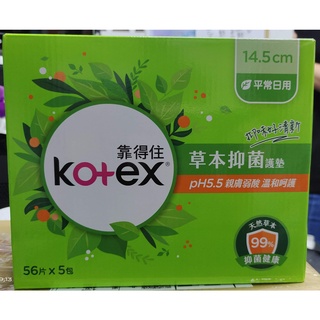 14.5cm
平常日用
靠得住
kotex®
草本抑菌護墊
pH5.5 親膚弱酸 溫和呵護
天然草本
99%
抑菌健康
56片 x 5包